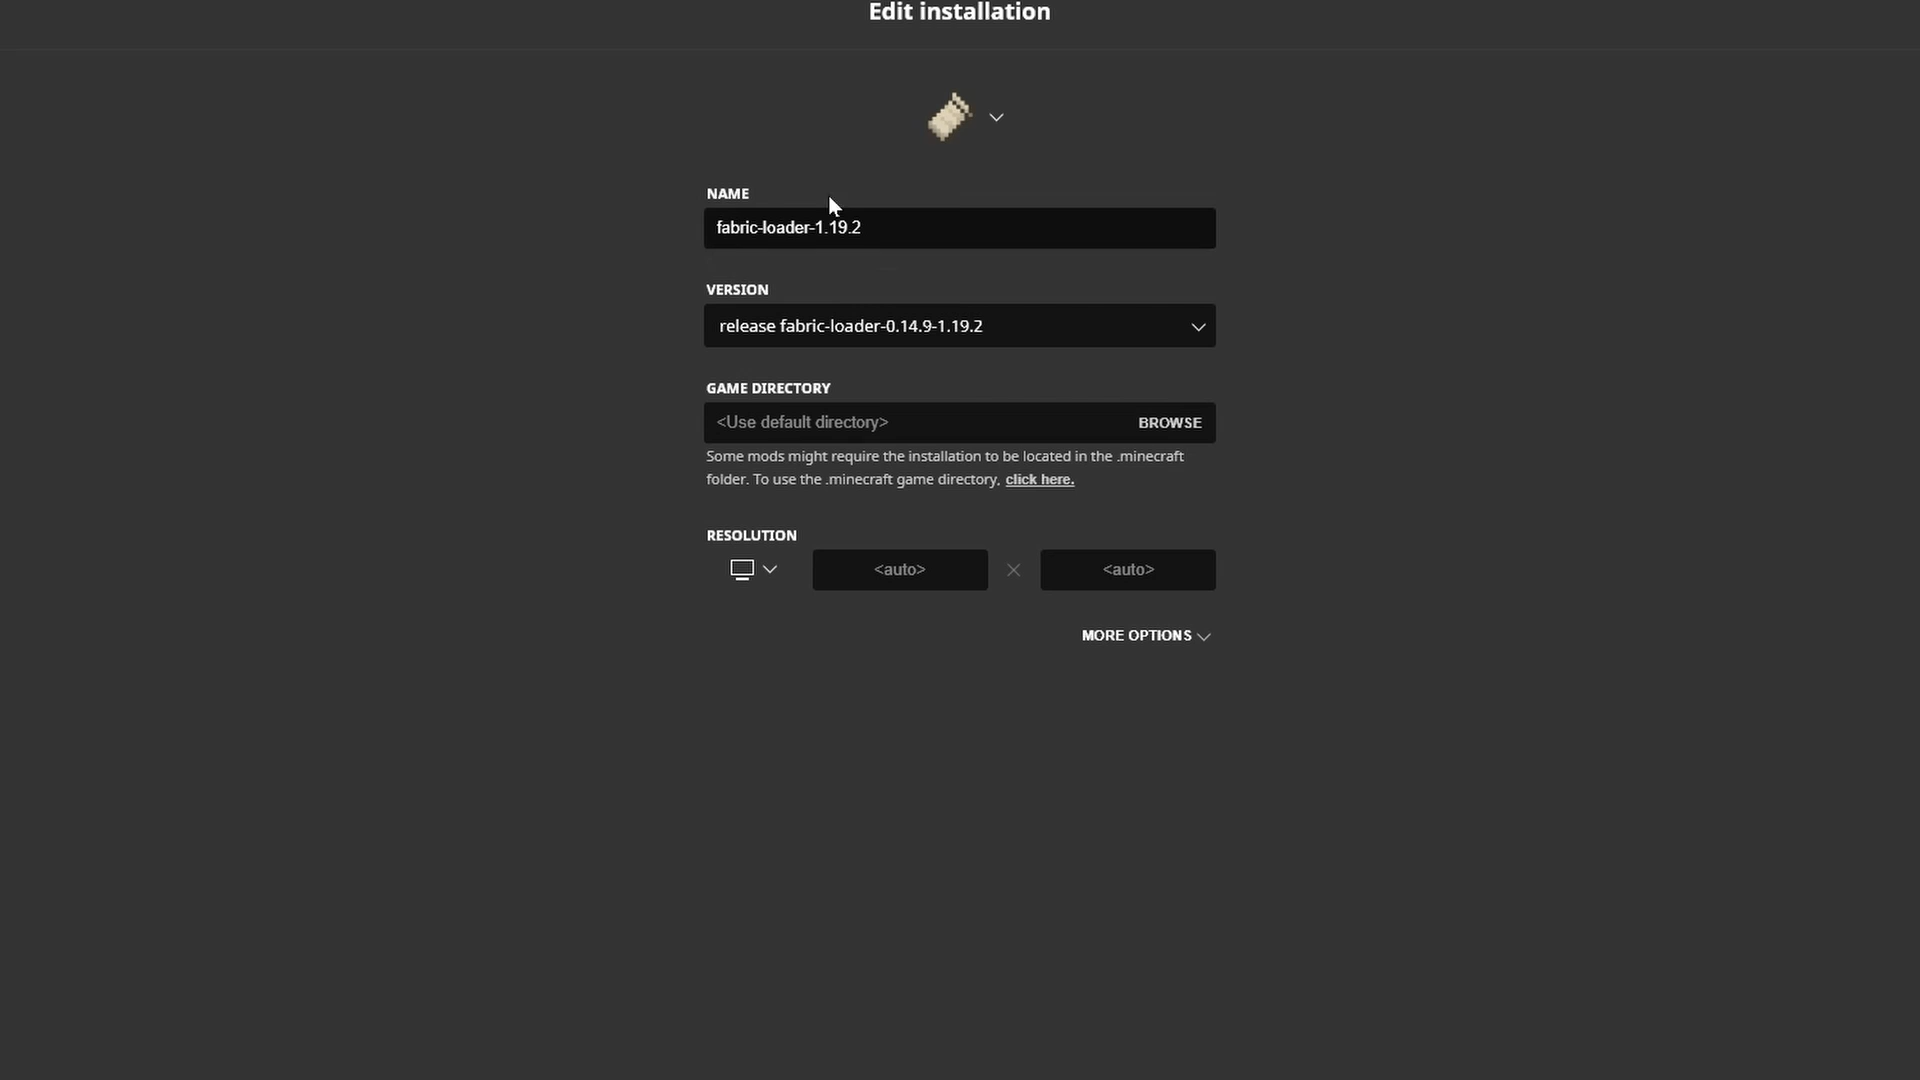 Edit installation
NAME
fabric-loader-1.19.2
VERSION
release fabric-loader-0.14.9-1.19.2
GAME DIRECTORY
<Use default directory>
BROWSE
Some mods might require the installation to be located in the .minecraft
folder. To use the .minecraft game directory, click here.
RESOLUTION
<auto>
<auto>
MORE OPTIONS